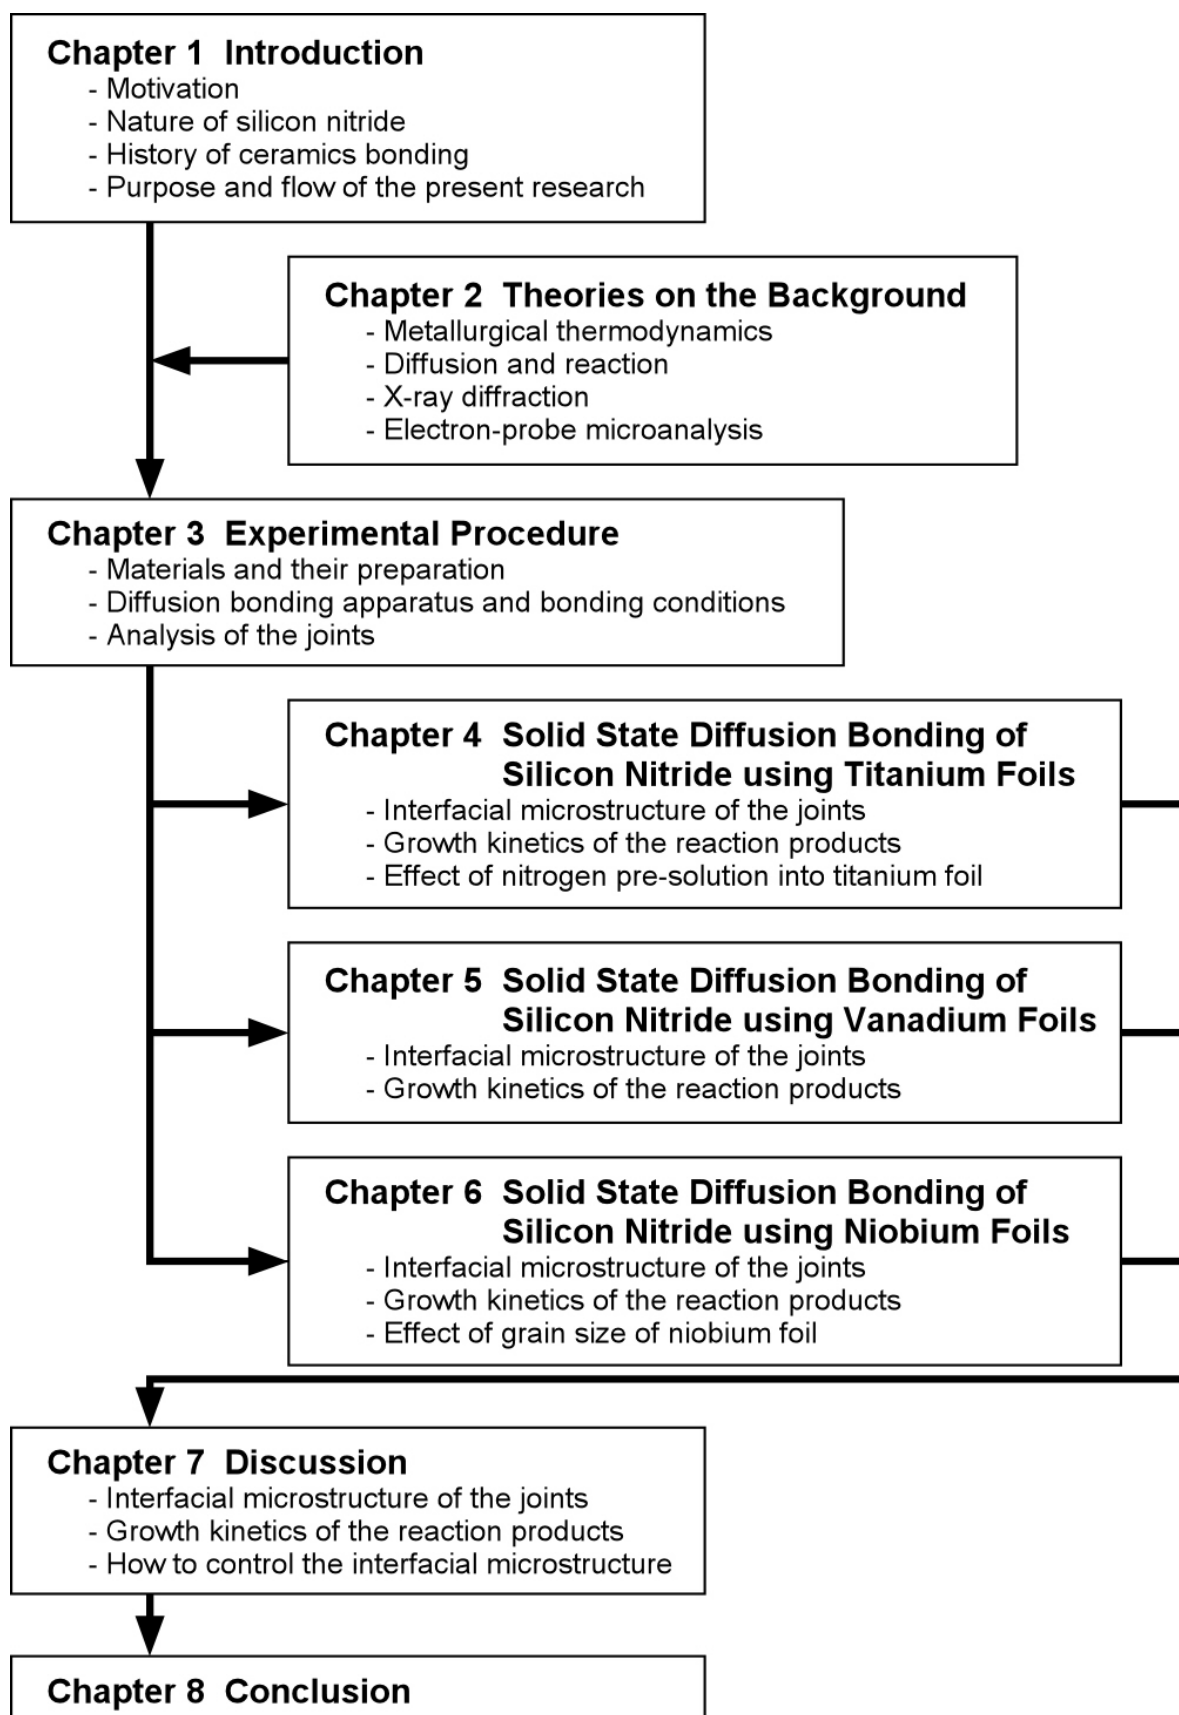 Chapter 1 Introduction
- Motivation
- Nature of silicon nitride
- History of ceramics bonding
- Purpose and flow of the present research
Chapter 2 Theories on the Background
- Metallurgical thermodynamics
- Diffusion and reaction
- X-ray diffraction
- Electron-probe microanalysis
Chapter 3 Experimental Procedure
- Materials and their preparation
- Diffusion bonding apparatus and bonding conditions
- Analysis of the joints
Chapter 4 Solid State Diffusion Bonding of
Silicon Nitride using Titanium Foils
- Interfacial microstructure of the joints
- Growth kinetics of the reaction products
- Effect of nitrogen pre-solution into titanium foil
Chapter 5 Solid State Diffusion Bonding of
Silicon Nitride using Vanadium Foils
- Interfacial microstructure of the joints
- Growth kinetics of the reaction products
Chapter 6 Solid State Diffusion Bonding of
Silicon Nitride using Niobium Foils
- Interfacial microstructure of the joints
- Growth kinetics of the reaction products
- Effect of grain size of niobium foil
Chapter 7 Discussion
- Interfacial microstructure of the joints
- Growth kinetics of the reaction products
- How to control the interfacial microstructure
Chapter 8 Conclusion